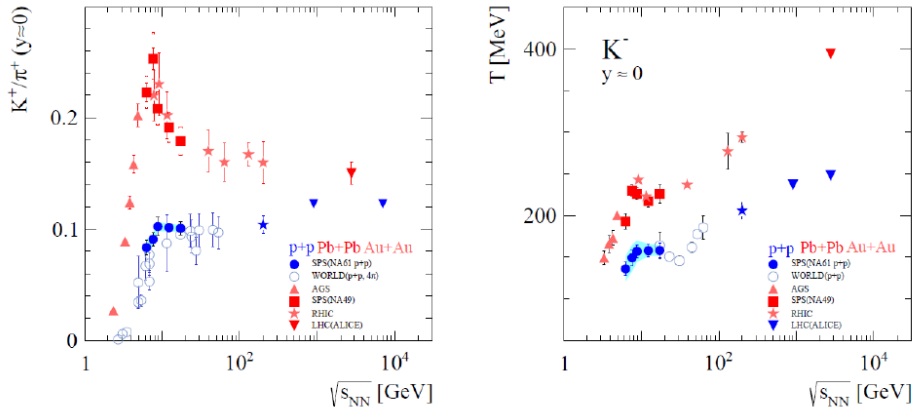 K⁺/π⁺ (y≈0)
0.2
0.1
0
p+p Pb+Pb Au+Au
SPS(NA61 p+p)
WORLD(p+p, 4π)
AGS
SPS(NA49)
RHIC
LHC(ALICE)
1
10²
10⁴
√s_NN [GeV]
T [MeV]
400
200
0
K⁻
y ≈ 0
p+p Pb+Pb Au+Au
SPS(NA61 p+p)
WORLD(p+p)
AGS
SPS(NA49)
RHIC
LHC(ALICE)
1
10²
10⁴
√s_NN [GeV]